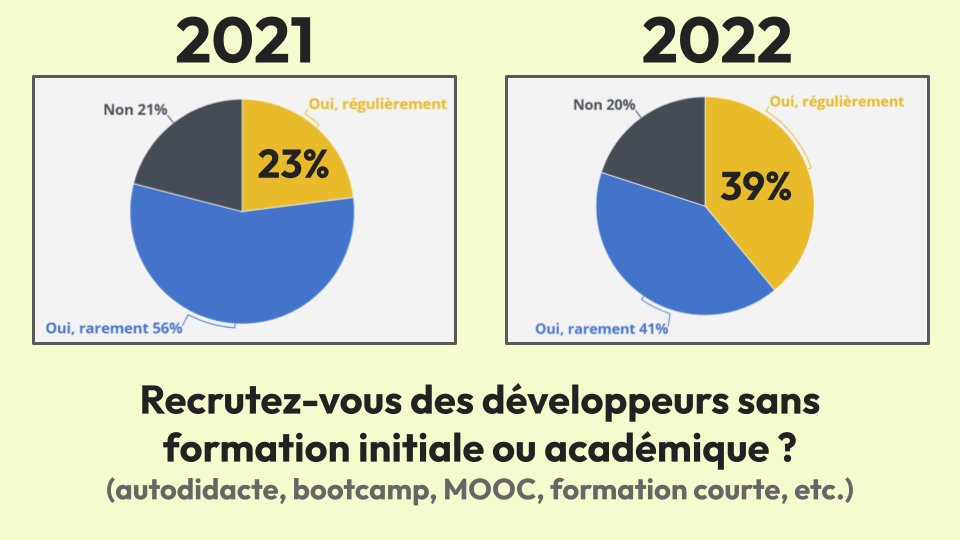 2021
Non 21%
Oui, régulièrement
23%
Oui, rarement 56%
2022
Non 20%
Oui, régulièrement
39%
Oui, rarement 41%
Recrutez-vous des développeurs sans
formation initiale ou académique ?
(autodidacte, bootcamp, MOOC, formation courte, etc.)